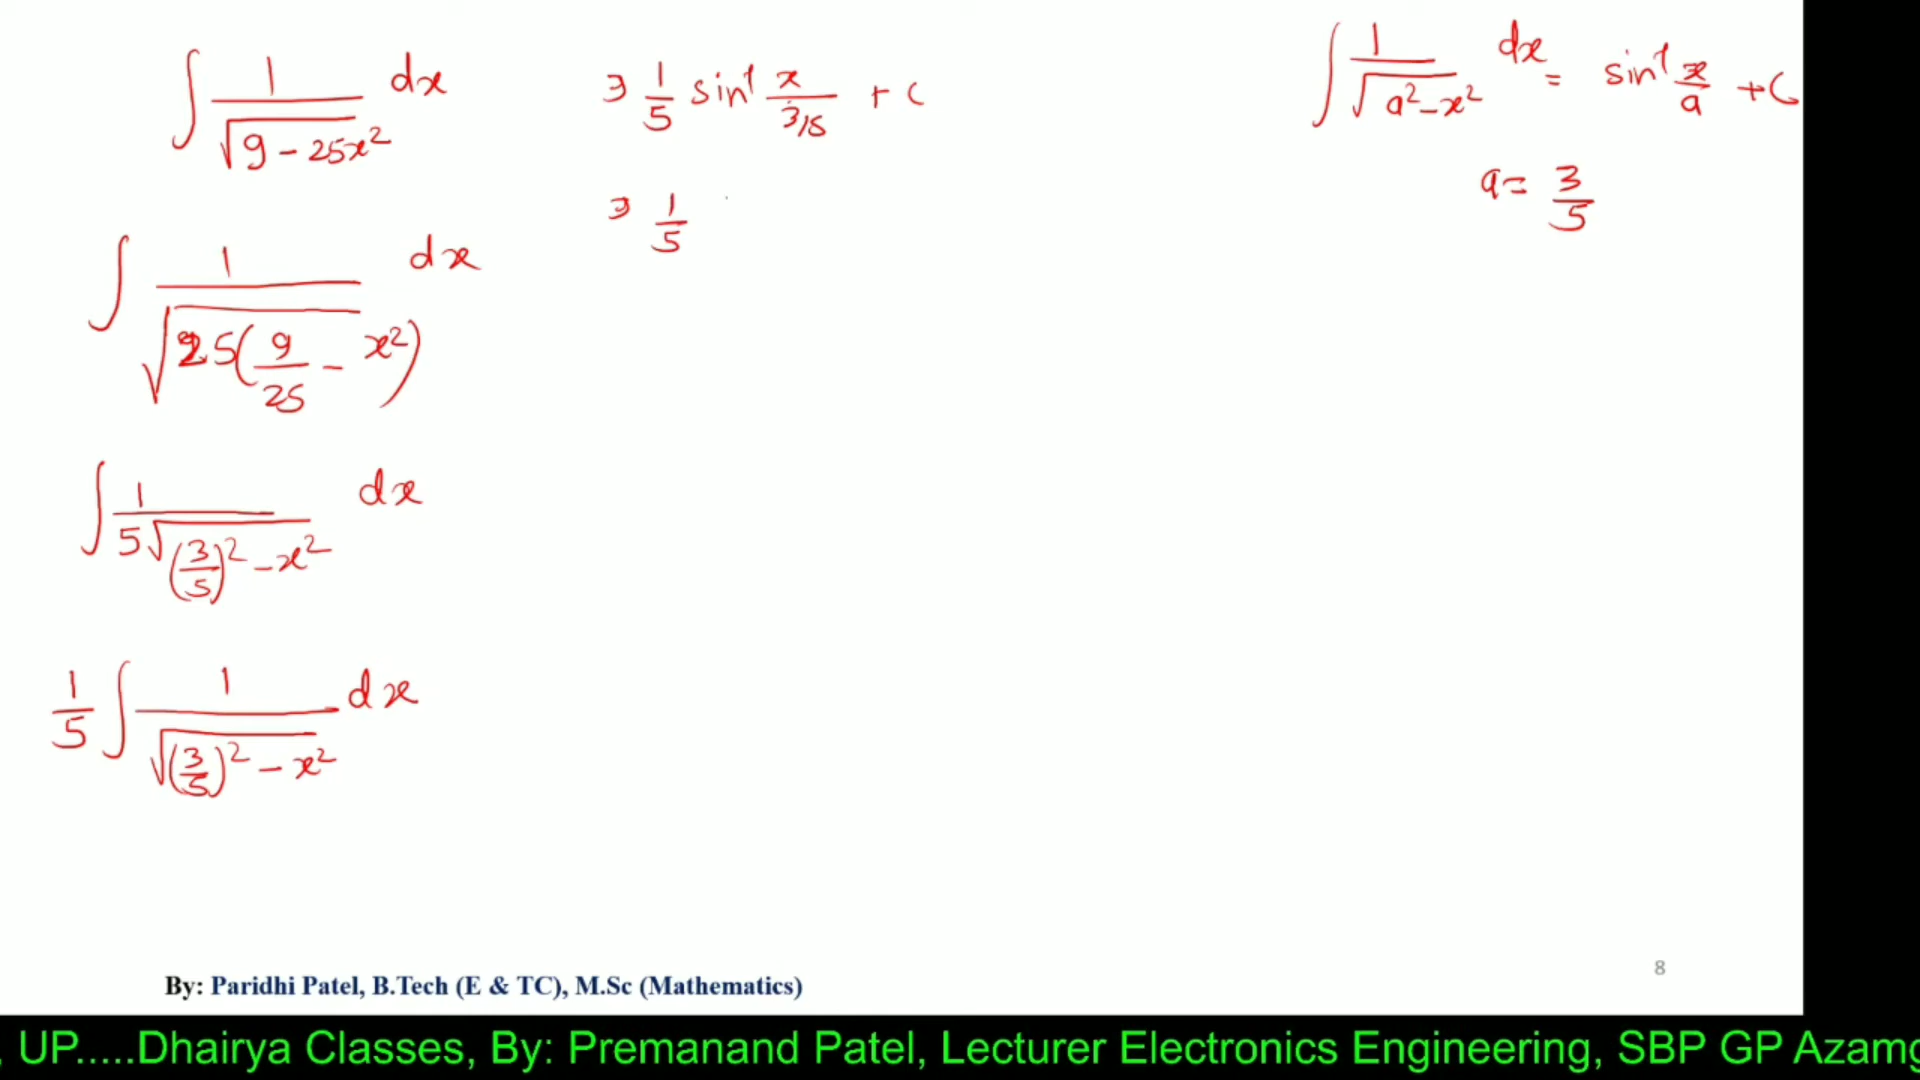 ∫ 1/√(9 - 25x²) dx
∫ 1/√(25(9/25 - x²)) dx
∫ 1/(5√((3/5)² - x²)) dx
1/5 ∫ 1/√((3/5)² - x²) dx
⇒ 1/5 sin⁻¹ x/(3/5) + C
⇒ 1/5
∫ 1/√(a² - x²) dx = sin⁻¹ x/a + C
a = 3/5
8
By: Paridhi Patel, B.Tech (E & TC), M.Sc (Mathematics)
, UP.....Dhairya Classes, By: Premanand Patel, Lecturer Electronics Engineering, SBP GP Azamg